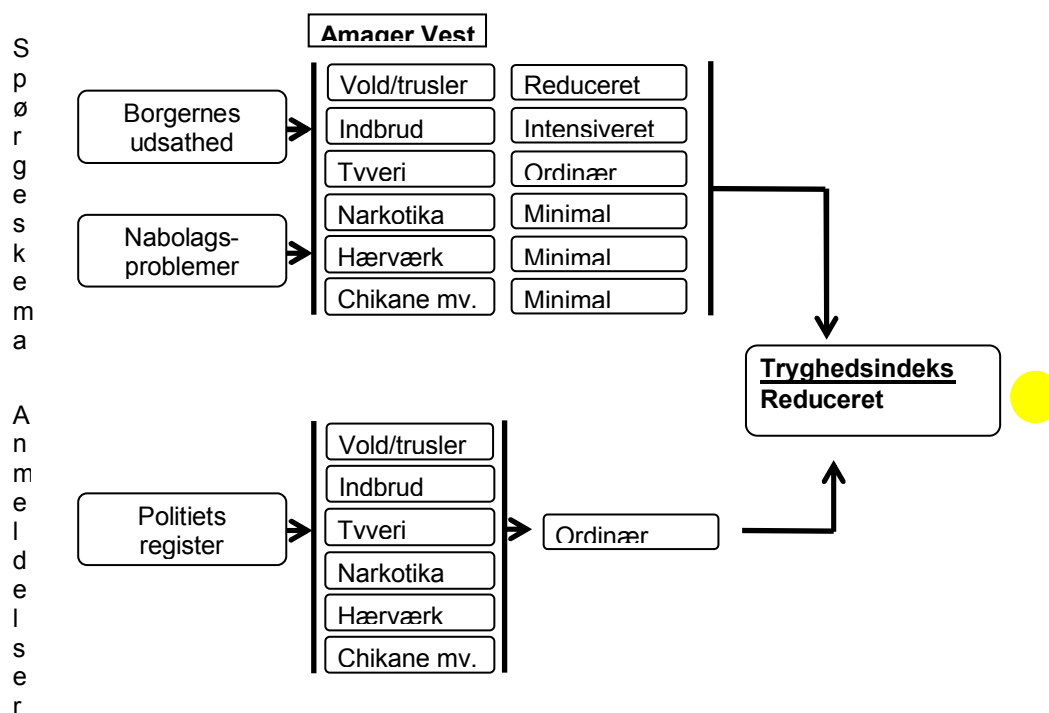 Spørgeskema
Amager Vest
Borgernes
udsathed
Nabolags-
problemer
Vold/trusler
Reduceret
Indbrud
Intensiveret
Tyveri
Ordinær
Narkotika
Minimal
Hærværk
Minimal
Chikane mv.
Minimal
Tryghedsindeks
Reduceret
Anmeldelser
Politiets
register
Vold/trusler
Indbrud
Tyveri
Narkotika
Hærværk
Chikane mv.
Ordinær